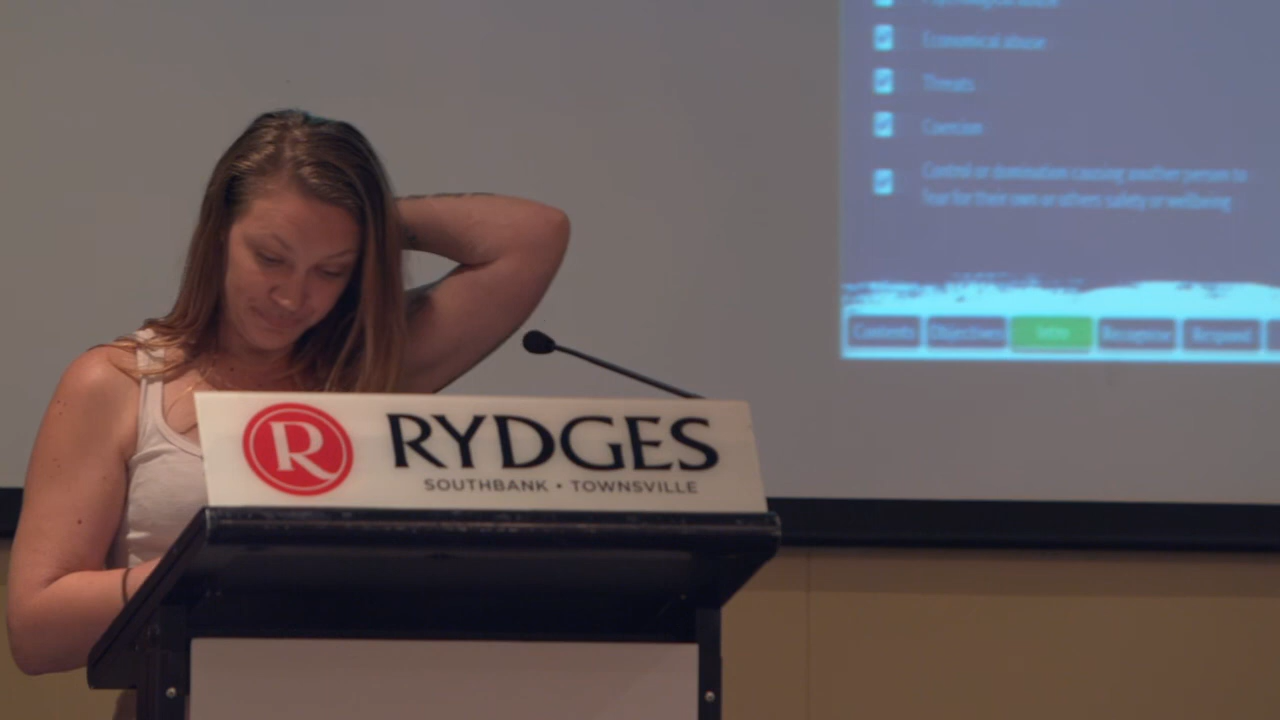 Economical abuse
Threats
Coercion
Control or domination causing another person to
fear for their own or others safety or wellbeing
Contents Objectives Intro Recognise Respond
R RYDGES
SOUTHBANK • TOWNSVILLE